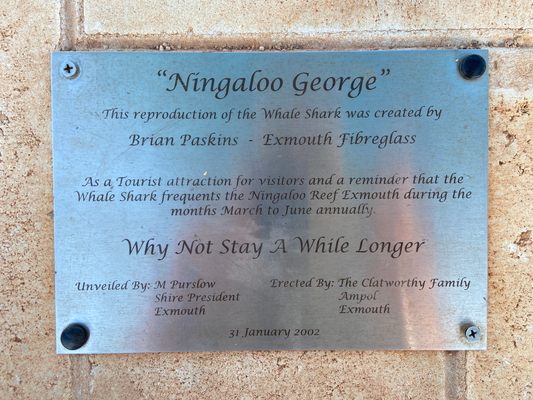 "Ningaloo George"
This reproduction of the Whale Shark was created by
Brian Paskins - Exmouth Fibreglass
As a Tourist attraction for visitors and a reminder that the
Whale Shark frequents the Ningaloo Reef Exmouth during the
months March to June annually.
Why Not Stay A While Longer
Unveiled By: M Purslow
Shire President
Exmouth
Erected By: The Clatworthy Family
Ampol
Exmouth
31 January 2002